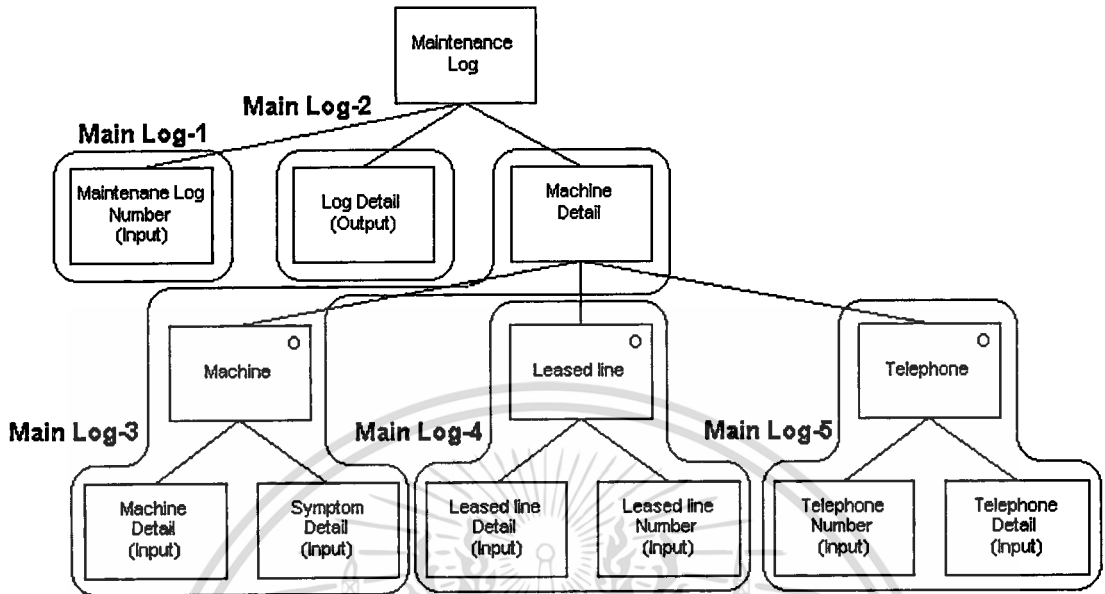 Maintenance
Log
Main Log-2
Main Log-1
Maintenane Log
Number
(Input)
Log Detail
(Output)
Machine
Detail
Machine
O
Leased line
O
Telephone
O
Main Log-3
Main Log-4
Main Log-5
Machine
Detail
(Input)
Symptom
Detail
(Input)
Leased line
Detail
(Input)
Leased line
Number
(Input)
Telephone
Number
(Input)
Telephone
Detail
(Input)